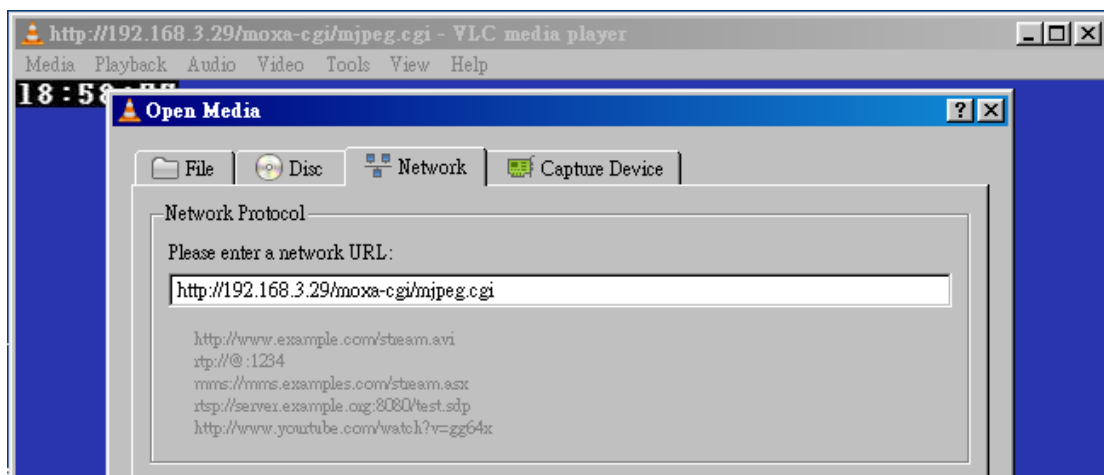 http://192.168.3.29/moxa-cgi/mjpeg.cgi - VLC media player
Media Playback Audio Video Tools View Help
18:58
Open Media
File Disc Network Capture Device
Network Protocol
Please enter a network URL:
http://192.168.3.29/moxa-cgi/mjpeg.cgi
http://www.example.com/stream.avi
rtp://@:1234
mms://mms.examples.com/stream.asx
rtsp://server.example.org:8080/test.sdp
http://www.yourtube.com/watch?v=gg64x